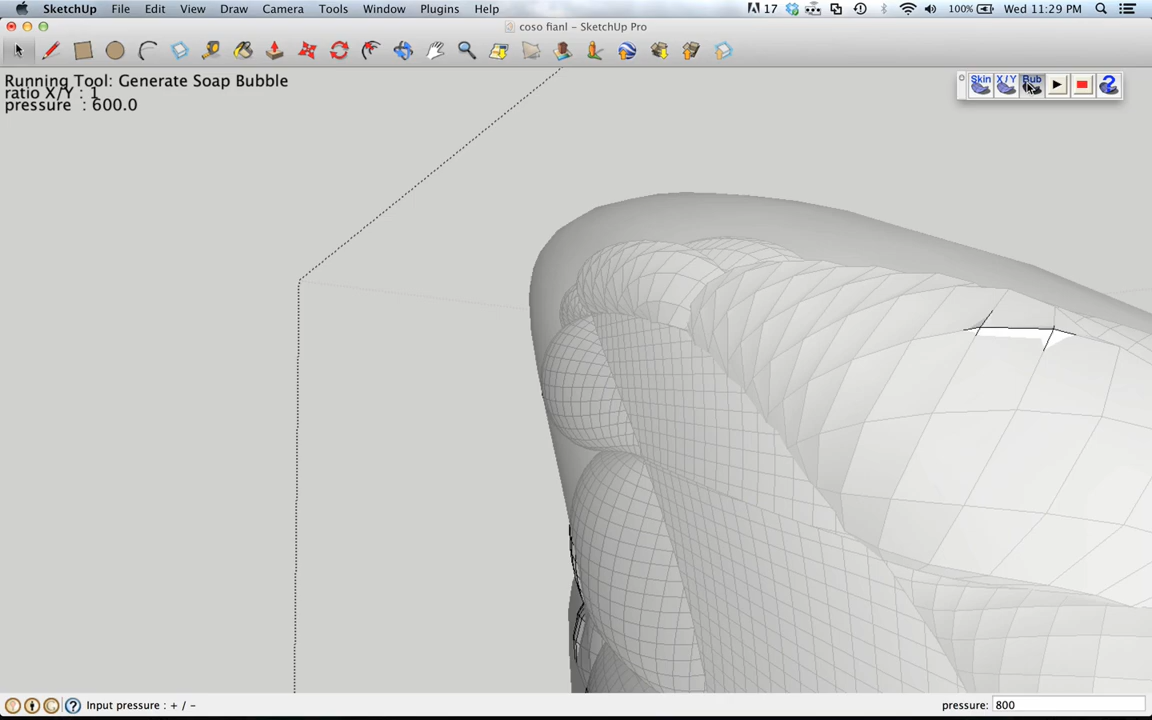 SketchUp File Edit View Camera Draw Tools Window Plugins Help 17 100% Wed 11:29 PM
coso fianl - SketchUp Pro
Running Tool: Generate Soap Bubble
ratio X/Y : 1
pressure : 600.0
Skin X/Y Bub
Input pressure : + / - pressure: 800